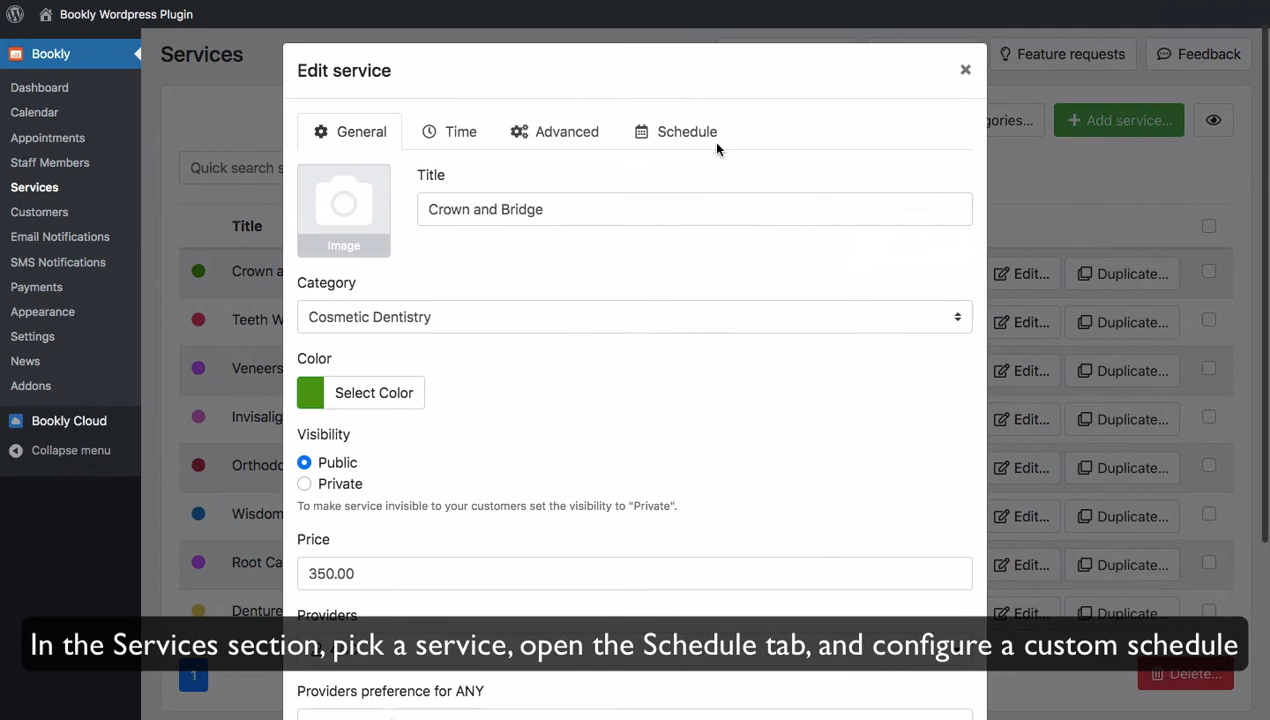 Bookly Wordpress Plugin
Bookly
Dashboard
Calendar
Appointments
Staff Members
Services
Customers
Email Notifications
SMS Notifications
Payments
Appearance
Settings
News
Addons
Bookly Cloud
Collapse menu
Services
Feature requests
Feedback
gories...
+ Add service...
Quick search s
Title
Crown a
Edit...
Duplicate...
Teeth W
Edit...
Duplicate...
Veneers
Edit...
Duplicate...
Invisalig
Edit...
Duplicate...
Orthodo
Edit...
Duplicate...
Wisdom
Edit...
Duplicate...
Root Ca
Edit...
Duplicate...
Denture
Edit...
Duplicate...
1
Delete...
Edit service
×
General
Time
Advanced
Schedule
Image
Title
Crown and Bridge
Category
Cosmetic Dentistry
Color
Select Color
Visibility
Public
Private
To make service invisible to your customers set the visibility to "Private".
Price
350.00
Providers
Providers preference for ANY
In the Services section, pick a service, open the Schedule tab, and configure a custom schedule